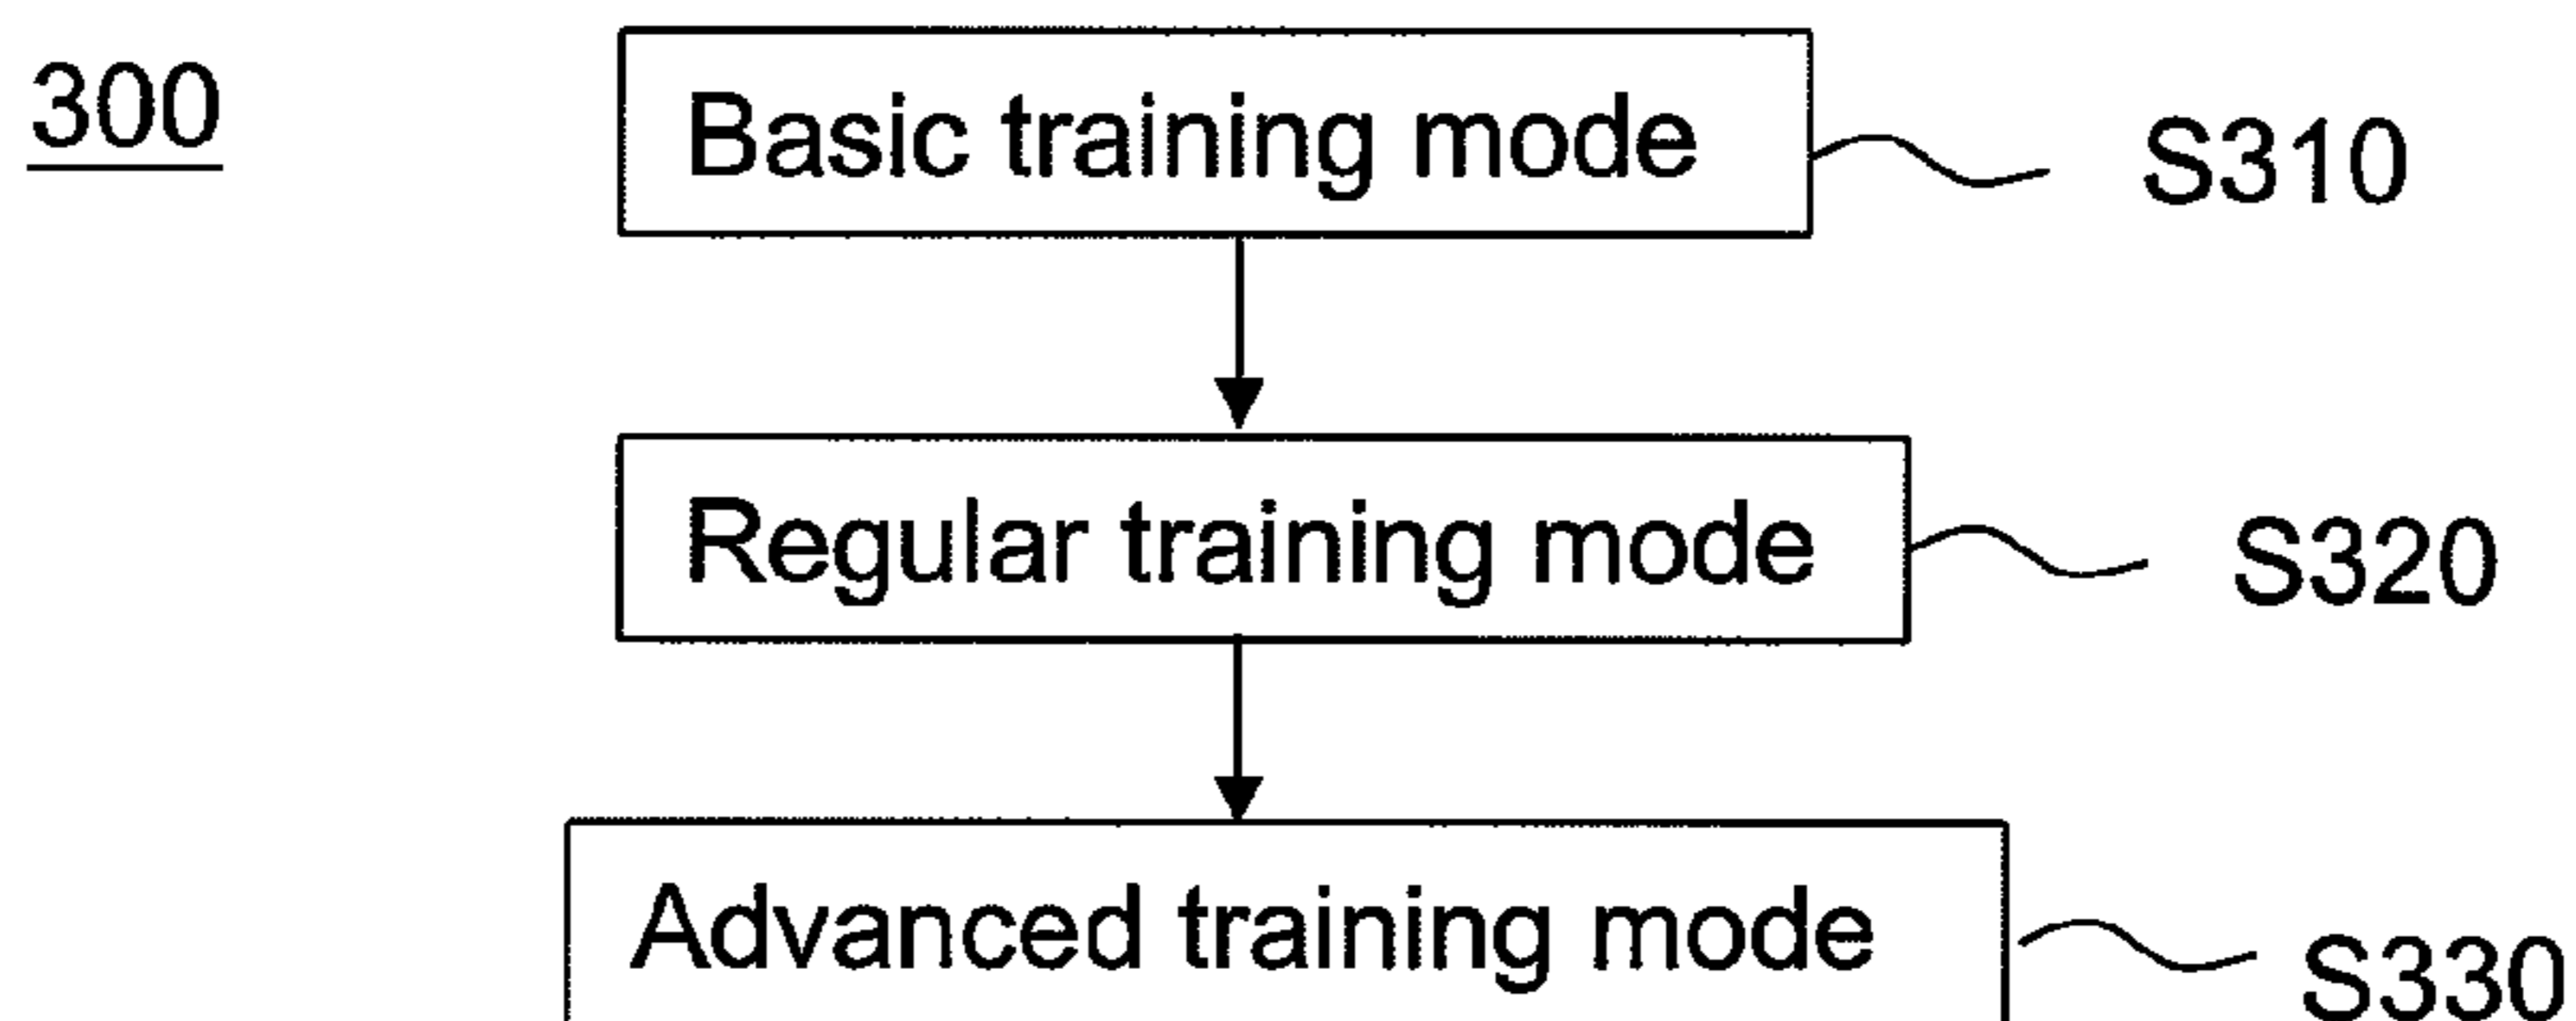 300
Basic training mode
S310
Regular training mode
S320
Advanced training mode
S330